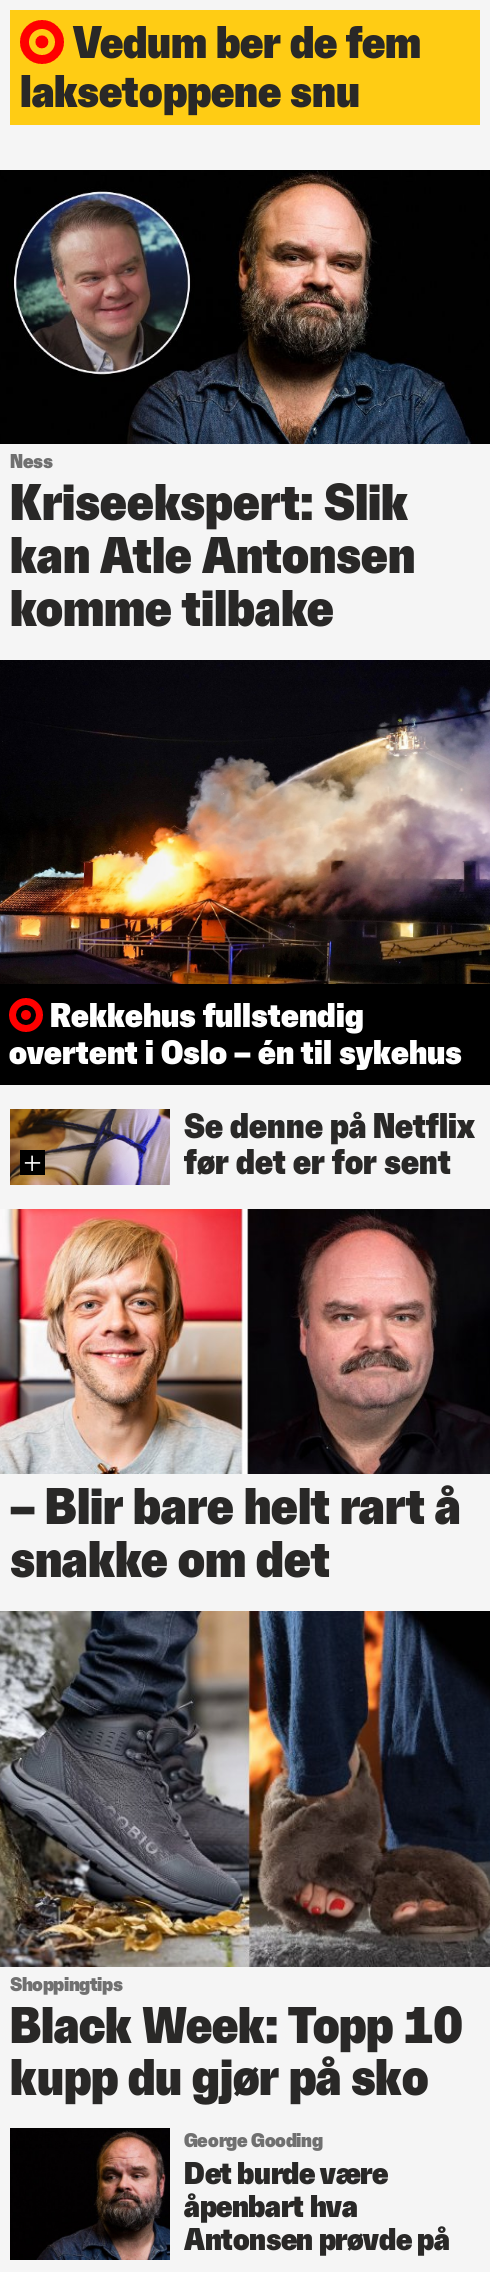 Vedum ber de fem
laksetoppene snu
Ness
Kriseekspert: Slik
kan Atle Antonsen
komme tilbake
Rekkehus fullstendig
overtent i Oslo – én til sykehus
Se denne på Netflix
før det er for sent
– Blir bare helt rart å
snakke om det
Shoppingtips
Black Week: Topp 10
kupp du gjør på sko
George Gooding
Det burde være
åpenbart hva
Antonsen prøvde på